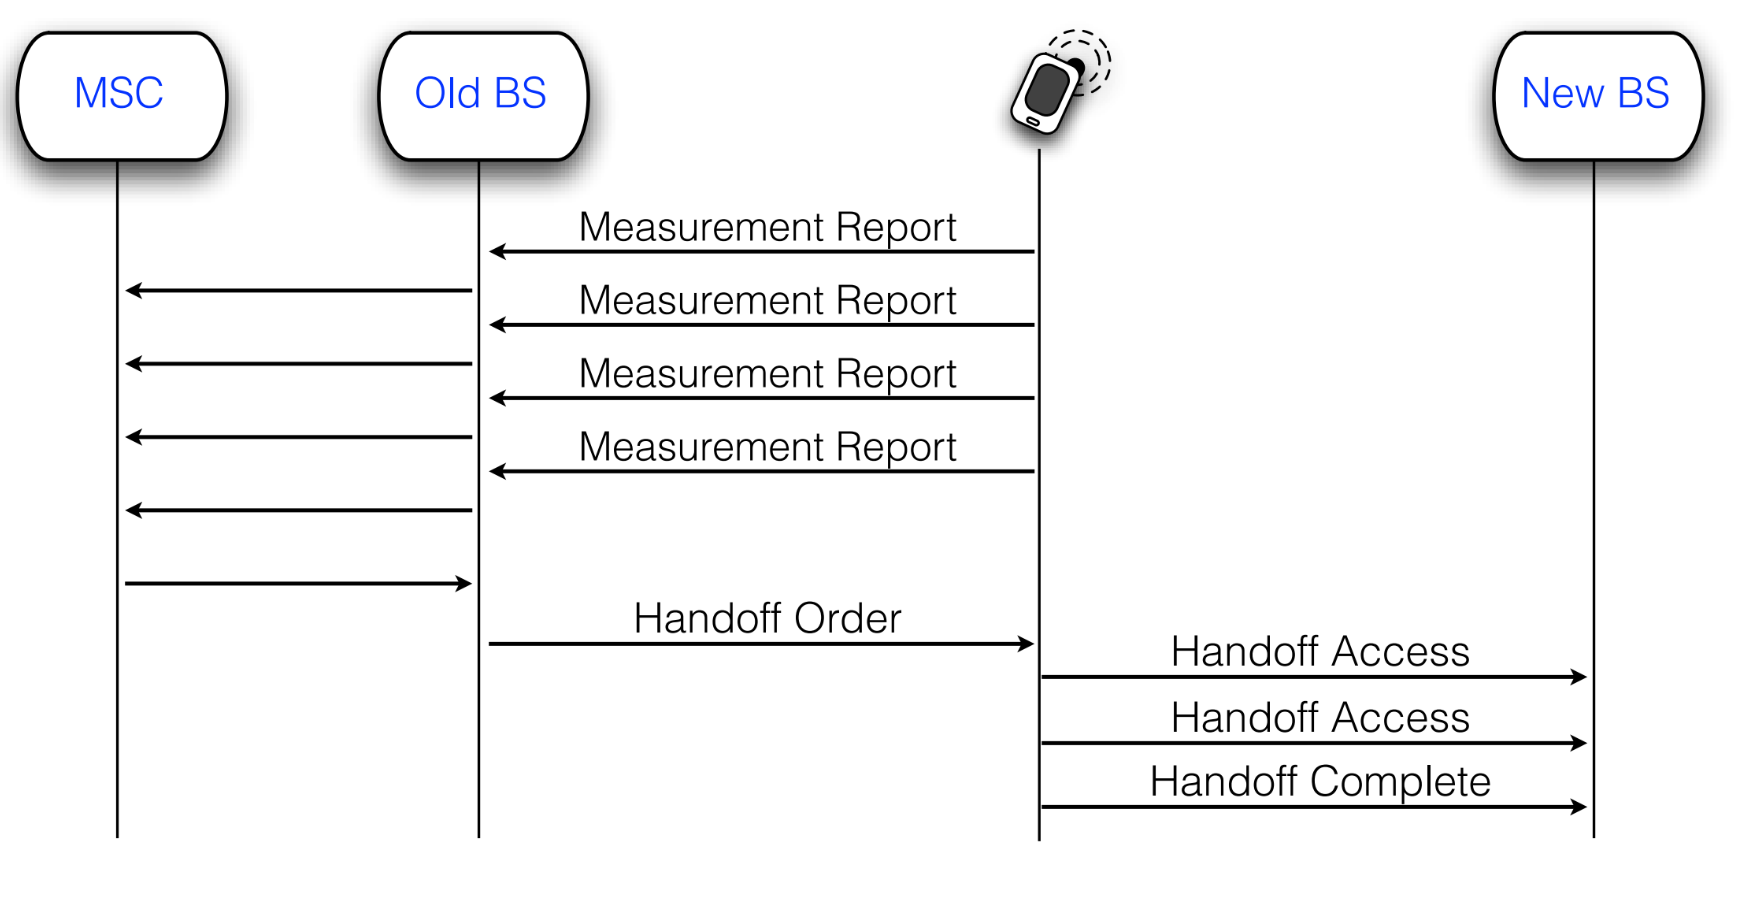 MSC
Old BS
New BS
Measurement Report
Measurement Report
Measurement Report
Measurement Report
Handoff Order
Handoff Access
Handoff Access
Handoff Complete